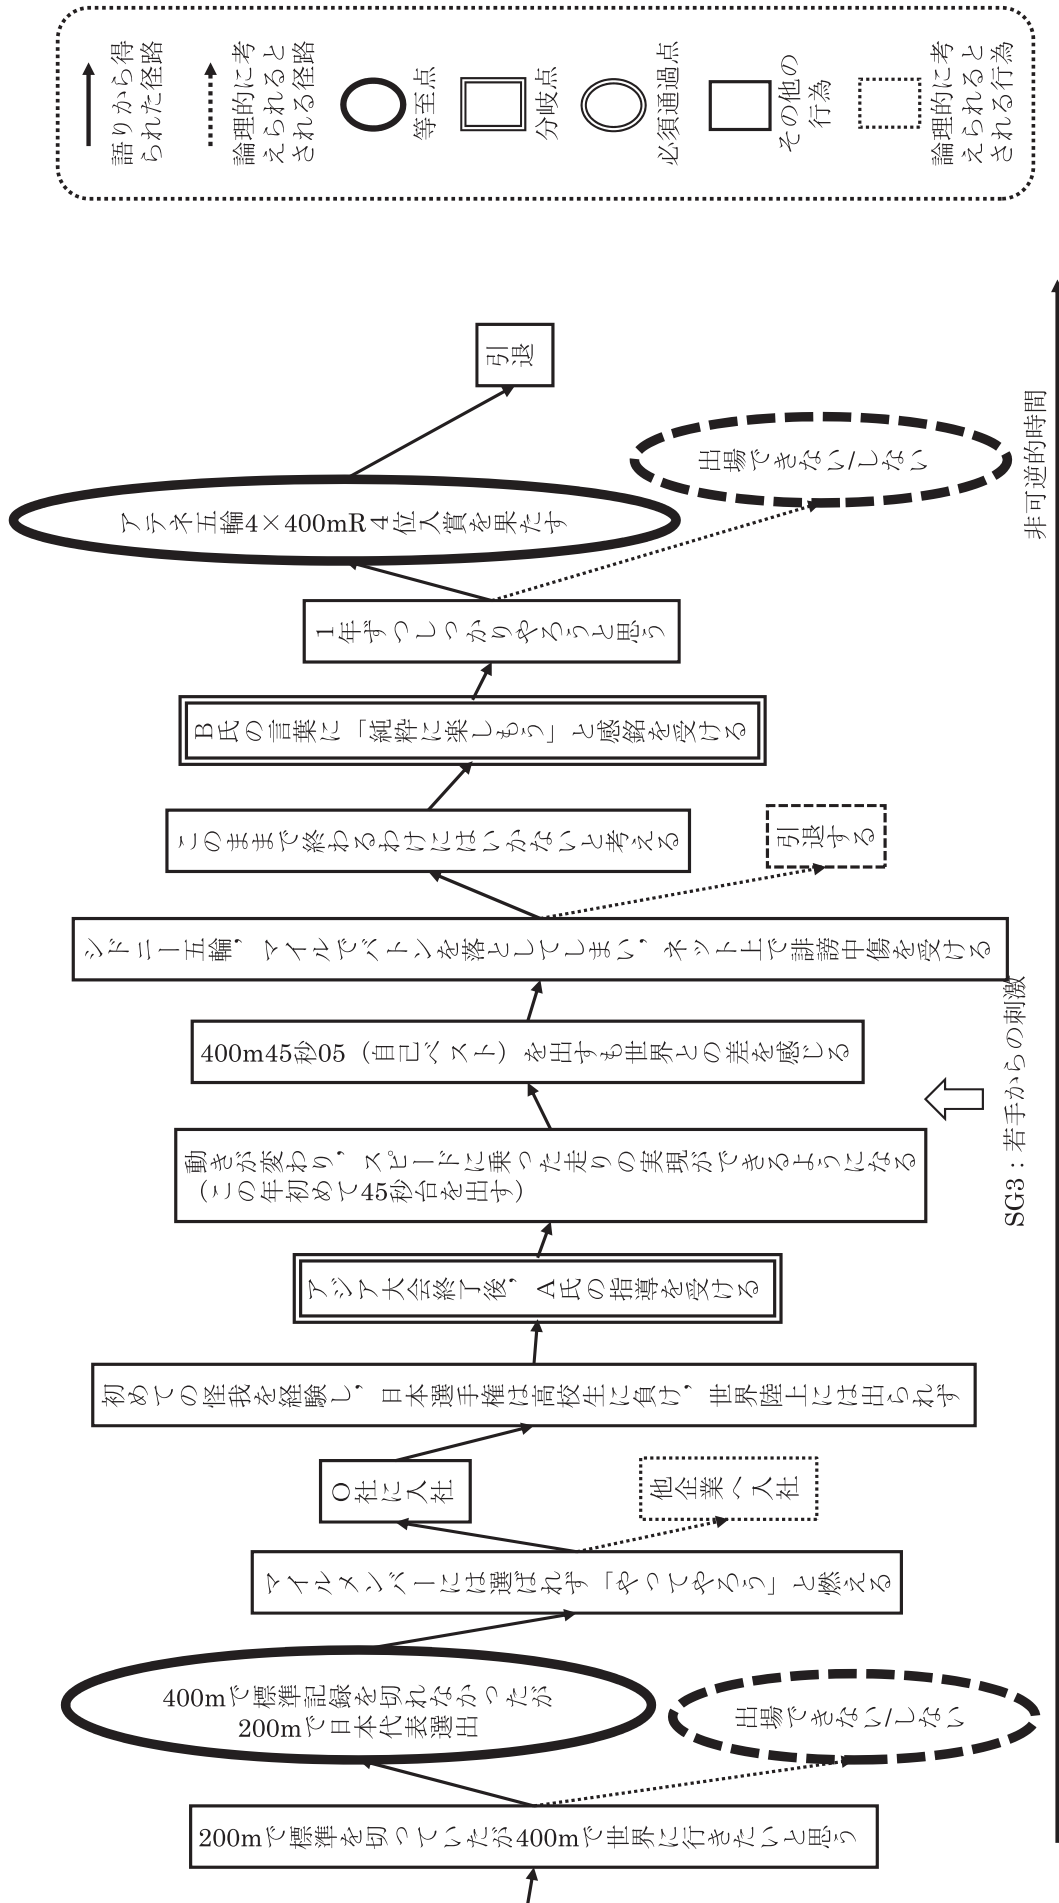 200mで標準を切っていたが400mで世界に行きたいと思う
400mで標準記録を切れなかったが
200mで日本代表選出
出場できない/しない
マイルメンバーには選ばれず「やってやろう」と燃える
O社に入社
他企業へ入社
初めての怪我を経験し，日本選手権は高校生に負け，世界陸上には出られず
アジア大会終了後，A氏の指導を受ける
動きが変わり，スピードに乗った走りの実現ができるようになる
（この年初めて45秒台を出す）
400m45秒05（自己ベスト）を出すも世界との差を感じる
SG3：若手からの刺激
シドニー五輪，マイルでバトンを落としてしまい，ネット上で誹謗中傷を受ける
このままで終わるわけにはいかないと考える
引退する
B氏の言葉に「純粋に楽しもう」と感銘を受ける
1年ずつしっかりやろうと思う
アテネ五輪4×400mR４位入賞を果たす
出場できない/しない
引退
非可逆的時間
語りから得
られた径路
論理的に考
えられると
される径路
等至点
分岐点
必須通過点
その他の
行為
論理的に考
えられると
される行為